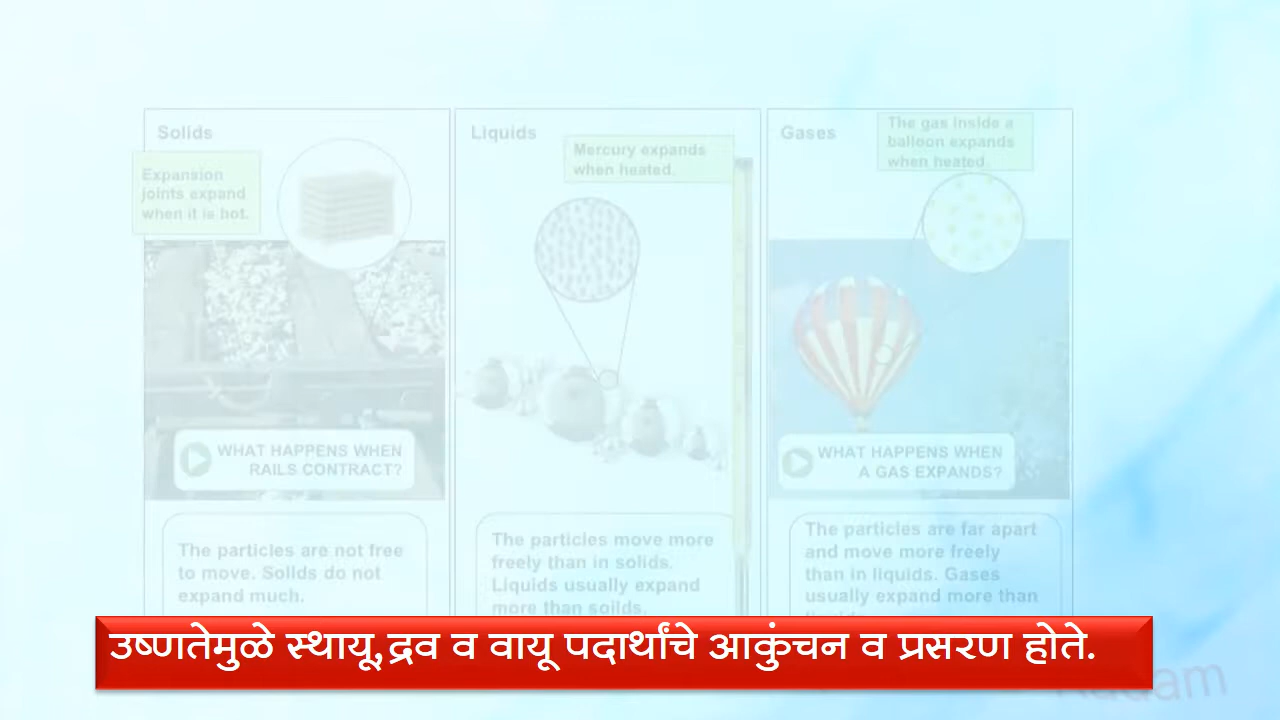 Solids
Expansion
joints expand
when it is hot.
WHAT HAPPENS WHEN
RAILS CONTRACT?
The particles are not free
to move. Solids do not
expand much.
Liquids
Mercury expands
when heated.
The particles move more
freely than in solids.
Liquids usually expand
more than solids.
Gases
The gas inside a
balloon expands
when heated.
WHAT HAPPENS WHEN
A GAS EXPANDS?
The particles are far apart
and move more freely
than in liquids. Gases
usually expand more than
उष्णतेमुळे स्थायू,द्रव व वायू पदार्थांचे आकुंचन व प्रसरण होते.